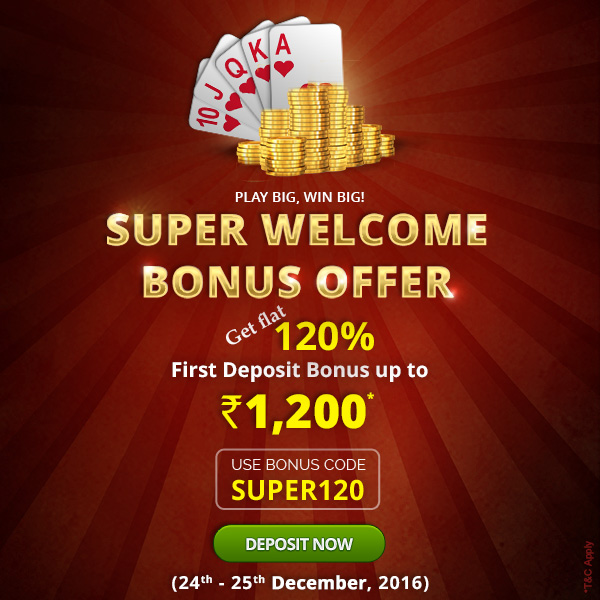 10 J Q K A
PLAY BIG, WIN BIG!
SUPER WELCOME
BONUS OFFER
Get flat
120%
First Deposit Bonus up to
₹1,200*
USE BONUS CODE
SUPER120
DEPOSIT NOW
(24th - 25th December, 2016)
*T&C Apply